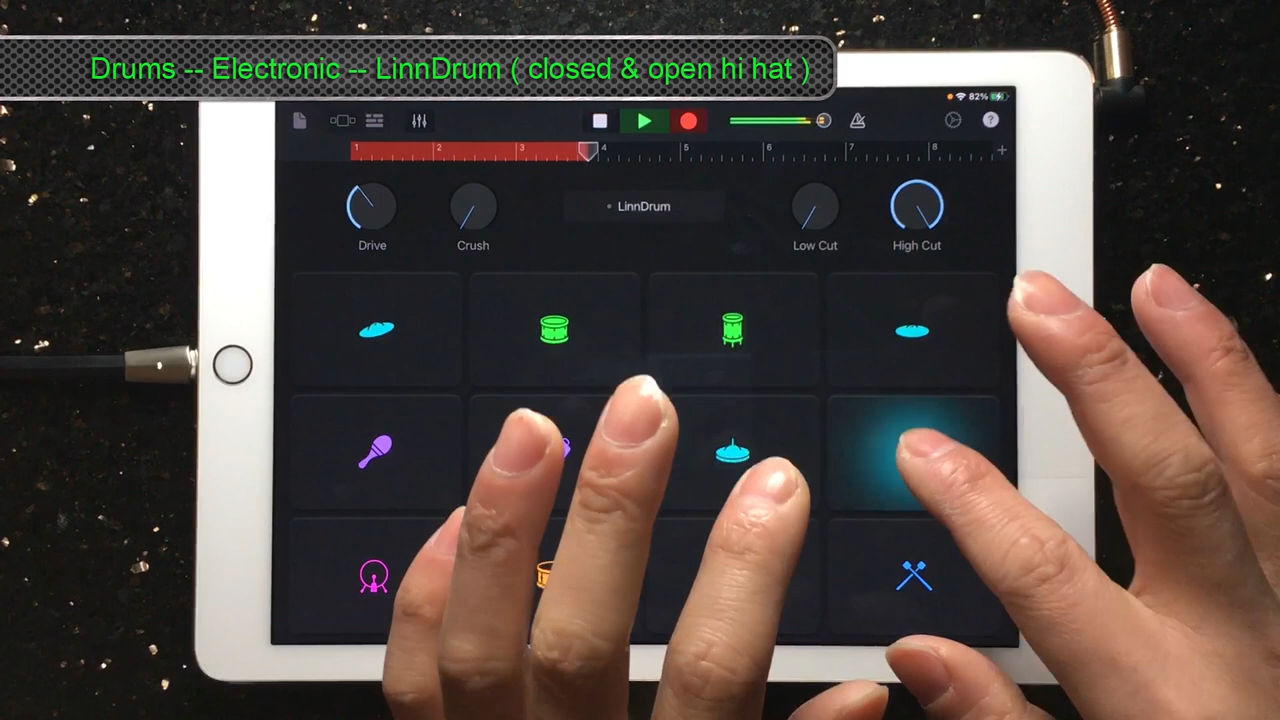 Drums -- Electronic -- LinnDrum ( closed & open hi hat )
82%
?
1 2 3 4 5 6 7 8 +
LinnDrum
Drive Crush Low Cut High Cut